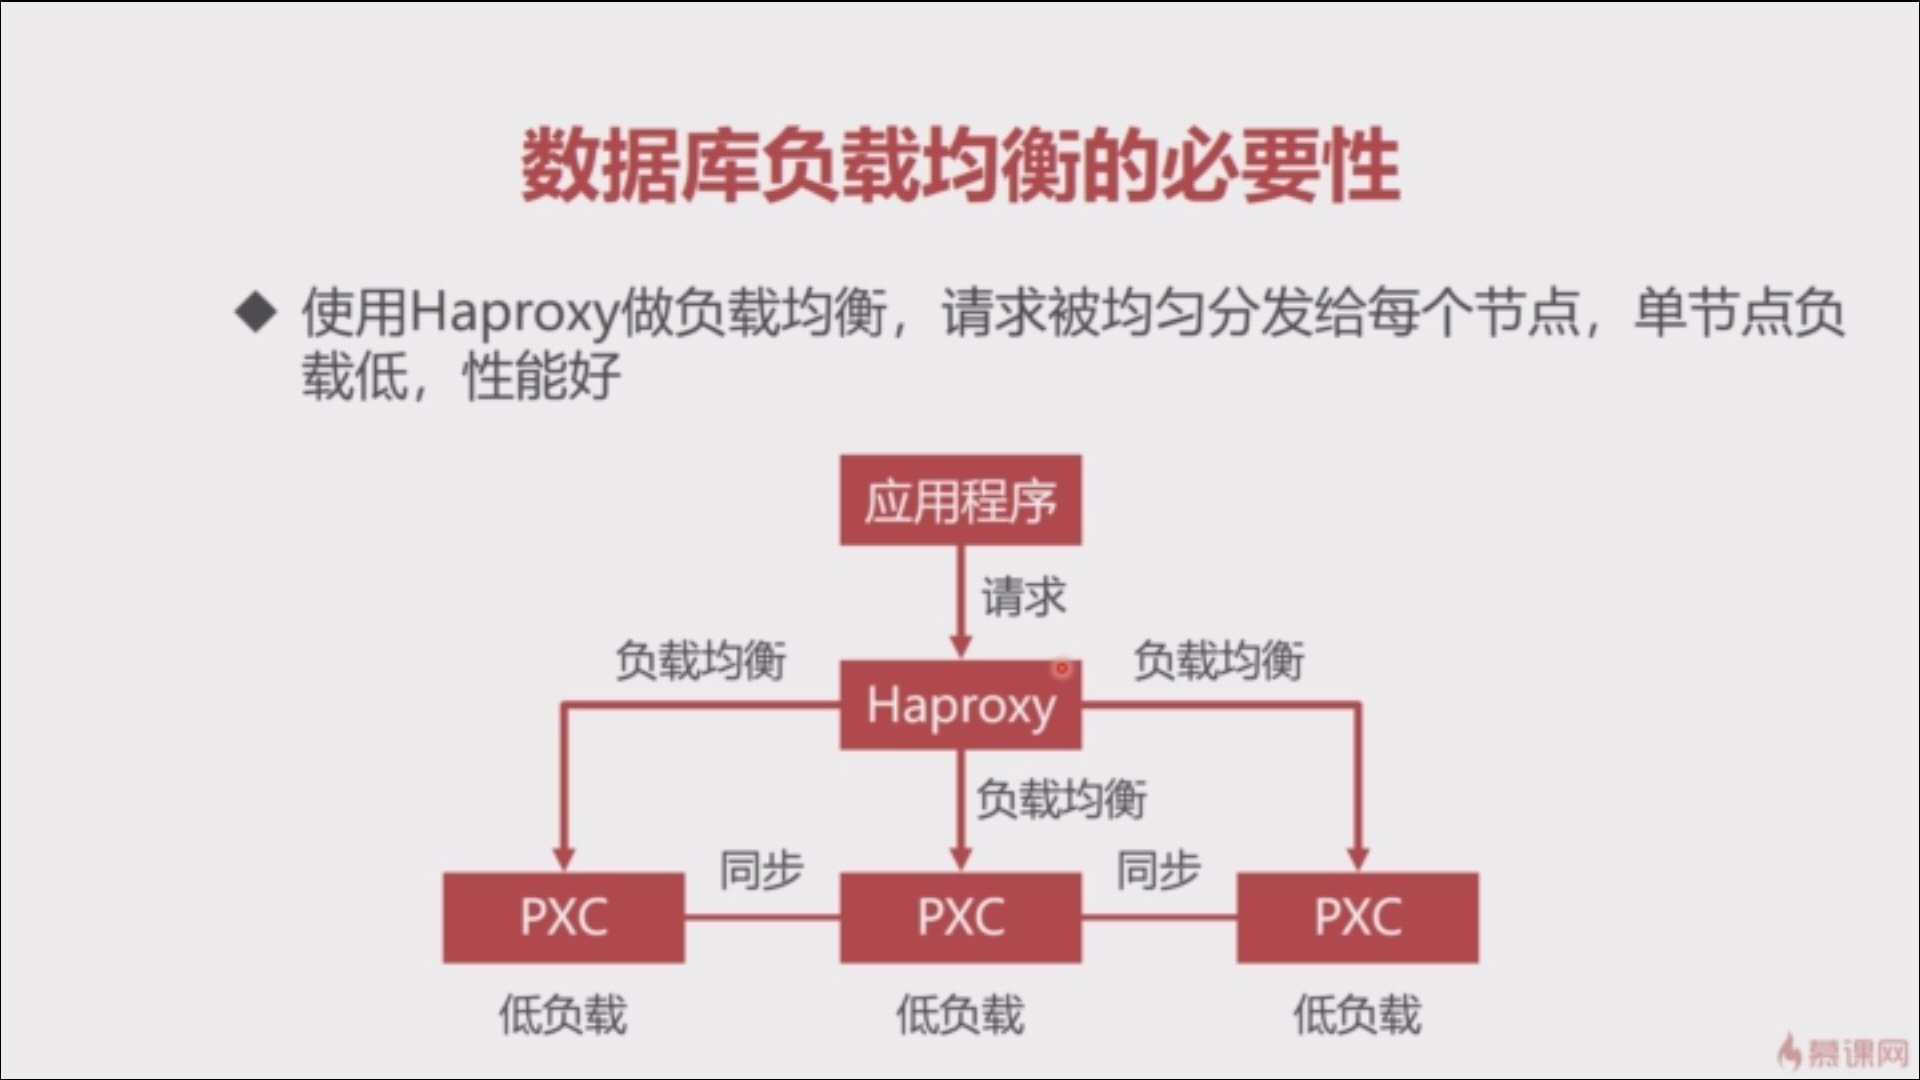 数据库负载均衡的必要性
◆ 使用Haproxy做负载均衡，请求被均匀分发给每个节点，单节点负
载低，性能好
应用程序
请求
负载均衡
负载均衡
Haproxy
负载均衡
同步
同步
PXC
PXC
PXC
低负载
低负载
低负载
慕课网